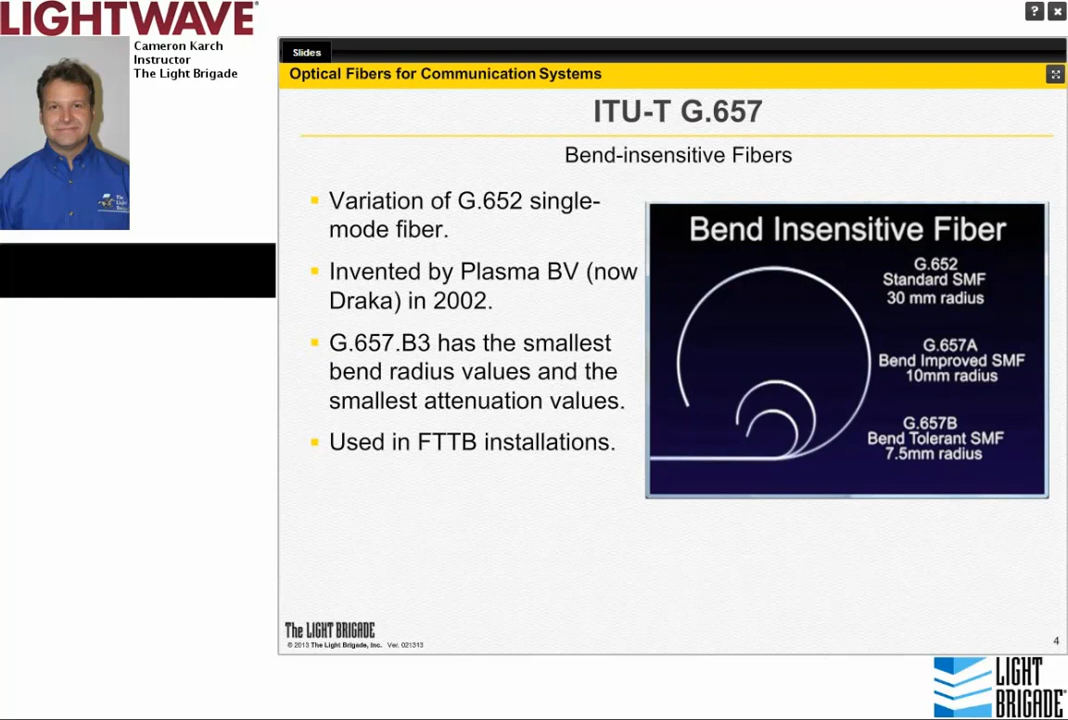 LIGHTWAVE®
Cameron Karch
Instructor
The Light Brigade
? ×
Slides
Optical Fibers for Communication Systems
ITU-T G.657
Bend-insensitive Fibers
▪ Variation of G.652 single-
mode fiber.
▪ Invented by Plasma BV (now
Draka) in 2002.
▪ G.657.B3 has the smallest
bend radius values and the
smallest attenuation values.
▪ Used in FTTB installations.
Bend Insensitive Fiber
G.652
Standard SMF
30 mm radius
G.657A
Bend Improved SMF
10mm radius
G.657B
Bend Tolerant SMF
7.5mm radius
The LIGHT BRIGADE
© 2013 The Light Brigade, Inc. Ver. 021313
4
LIGHT
BRIGADE®